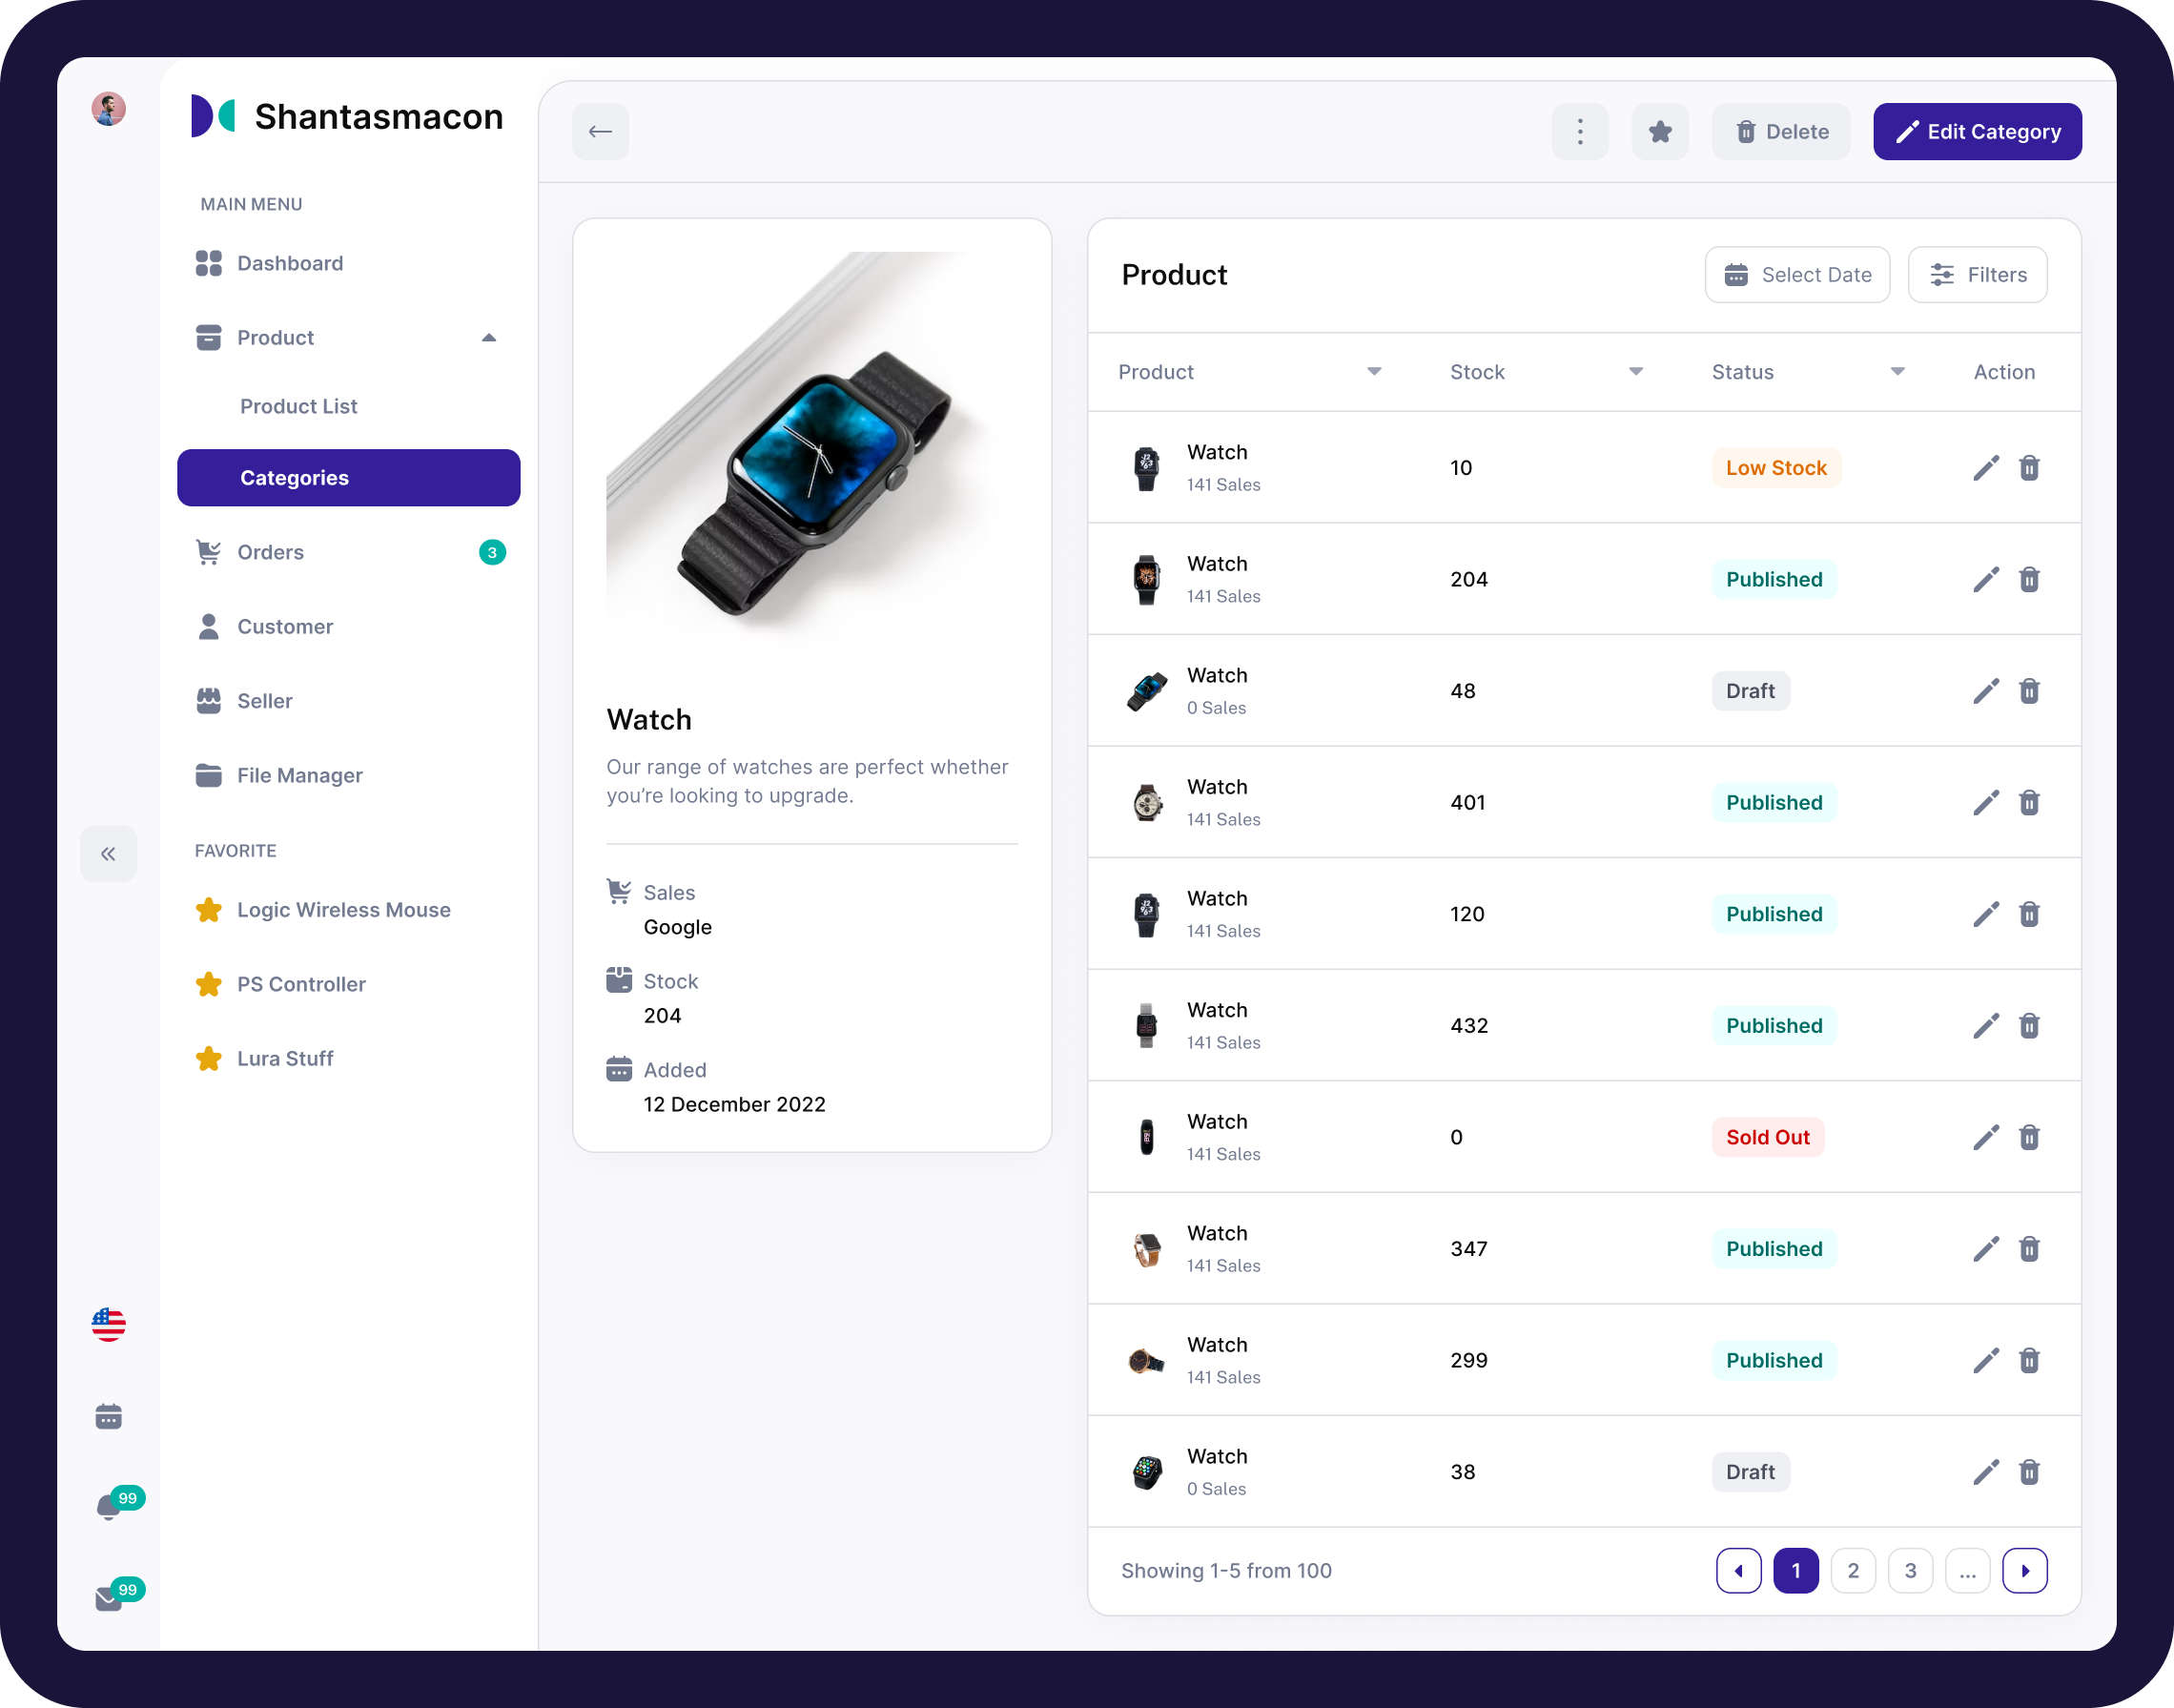 Shantasmacon
MAIN MENU
Dashboard
Product
Product List
Categories
Orders
3
Customer
Seller
File Manager
FAVORITE
Logic Wireless Mouse
PS Controller
Lura Stuff
99
99
Delete
Edit Category
Watch
Our range of watches are perfect whether
you’re looking to upgrade.
Sales
Google
Stock
204
Added
12 December 2022
Product
Select Date
Filters
Product Stock Status Action
Watch
141 Sales
10
Low Stock
Watch
141 Sales
204
Published
Watch
0 Sales
48
Draft
Watch
141 Sales
401
Published
Watch
141 Sales
120
Published
Watch
141 Sales
432
Published
Watch
141 Sales
0
Sold Out
Watch
141 Sales
347
Published
Watch
141 Sales
299
Published
Watch
0 Sales
38
Draft
Showing 1-5 from 100
1 2 3 ...